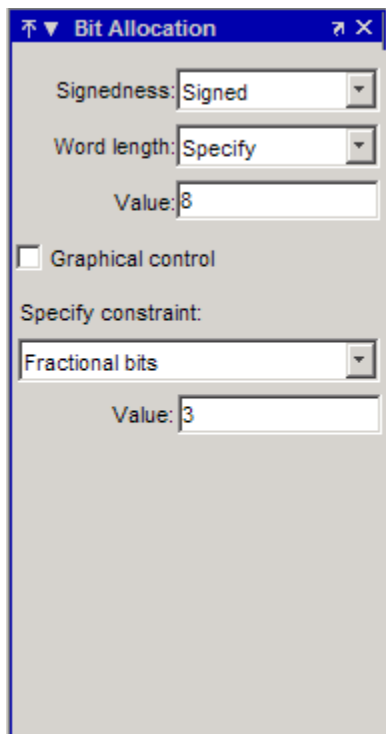 Bit Allocation
Signedness: Signed
Word length: Specify
Value: 8
Graphical control
Specify constraint:
Fractional bits
Value: 3